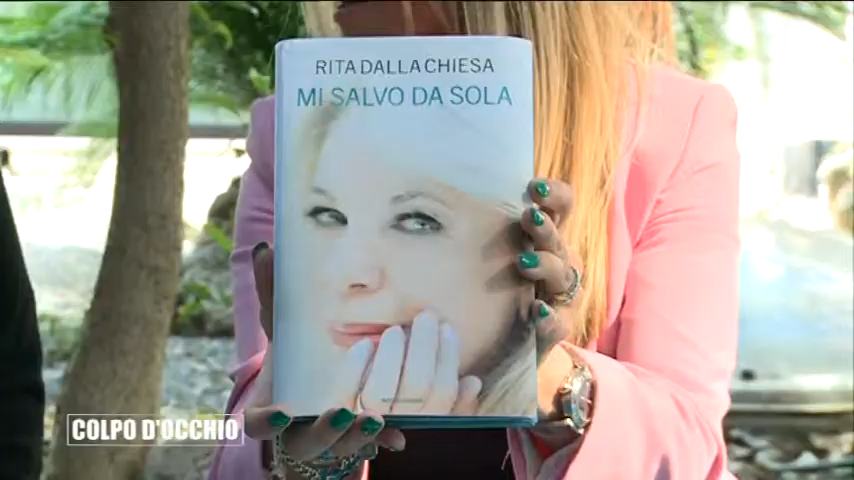 RITA DALLA CHIESA
MI SALVO DA SOLA
COLPO D'OCCHIO